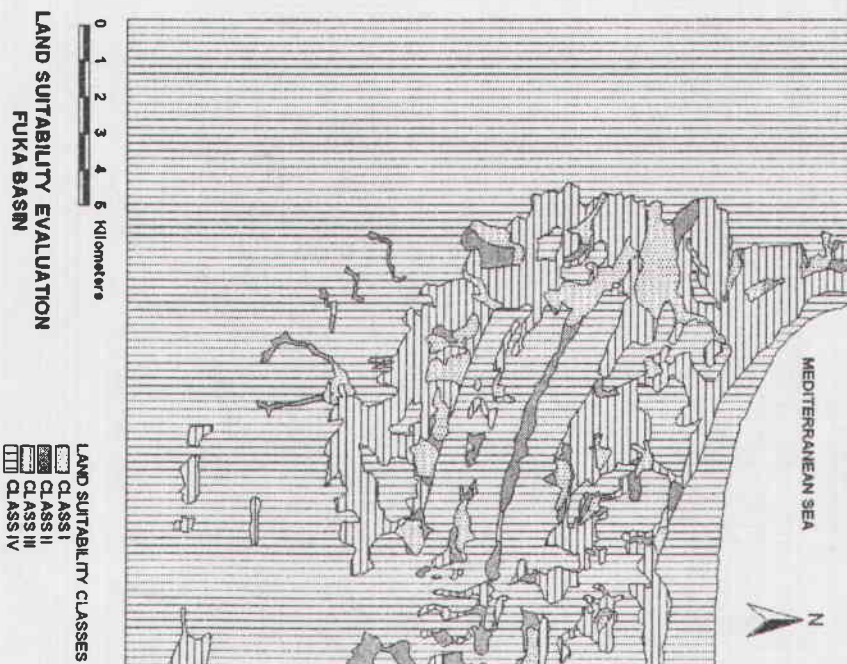 MEDITERRANEAN SEA
N
0 1 2 3 4 5 Kilometers
LAND SUITABILITY EVALUATION
FUKA BASIN
LAND SUITABILITY CLASSES
CLASS I
CLASS II
CLASS III
CLASS IV